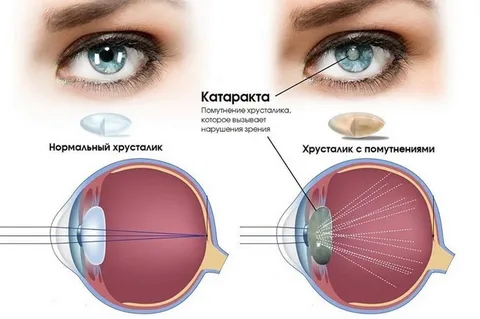 Катаракта
Помутнение хрусталика,
которое вызывает
нарушения зрения
Нормальный хрусталик
Хрусталик с помутнениями